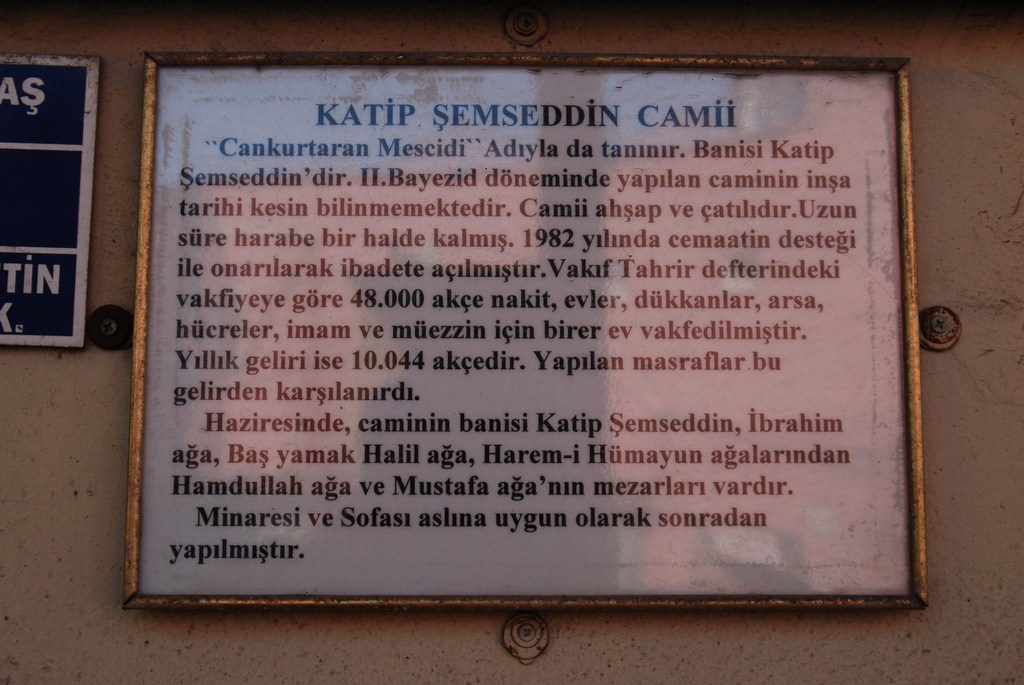 AŞ
TİN
K.
KATİP ŞEMSEDDİN CAMİİ
``Cankurtaran Mescidi`` Adıyla da tanınır. Banisi Katip
Şemseddin’dir. II.Bayezid döneminde yapılan caminin inşa
tarihi kesin bilinmemektedir. Camii ahşap ve çatılıdır.Uzun
süre harabe bir halde kalmış. 1982 yılında cemaatin desteği
ile onarılarak ibadete açılmıştır.Vakıf Tahrir defterindeki
vakfiyeye göre 48.000 akçe nakit, evler, dükkanlar, arsa,
hücreler, imam ve müezzin için birer ev vakfedilmiştir.
Yıllık geliri ise 10.044 akçedir. Yapılan masraflar bu
gelirden karşılanırdı.
Haziresinde, caminin banisi Katip Şemseddin, İbrahim
ağa, Baş yamak Halil ağa, Harem-i Hümayun ağalarından
Hamdullah ağa ve Mustafa ağa’nın mezarları vardır.
Minaresi ve Sofası aslına uygun olarak sonradan
yapılmıştır.